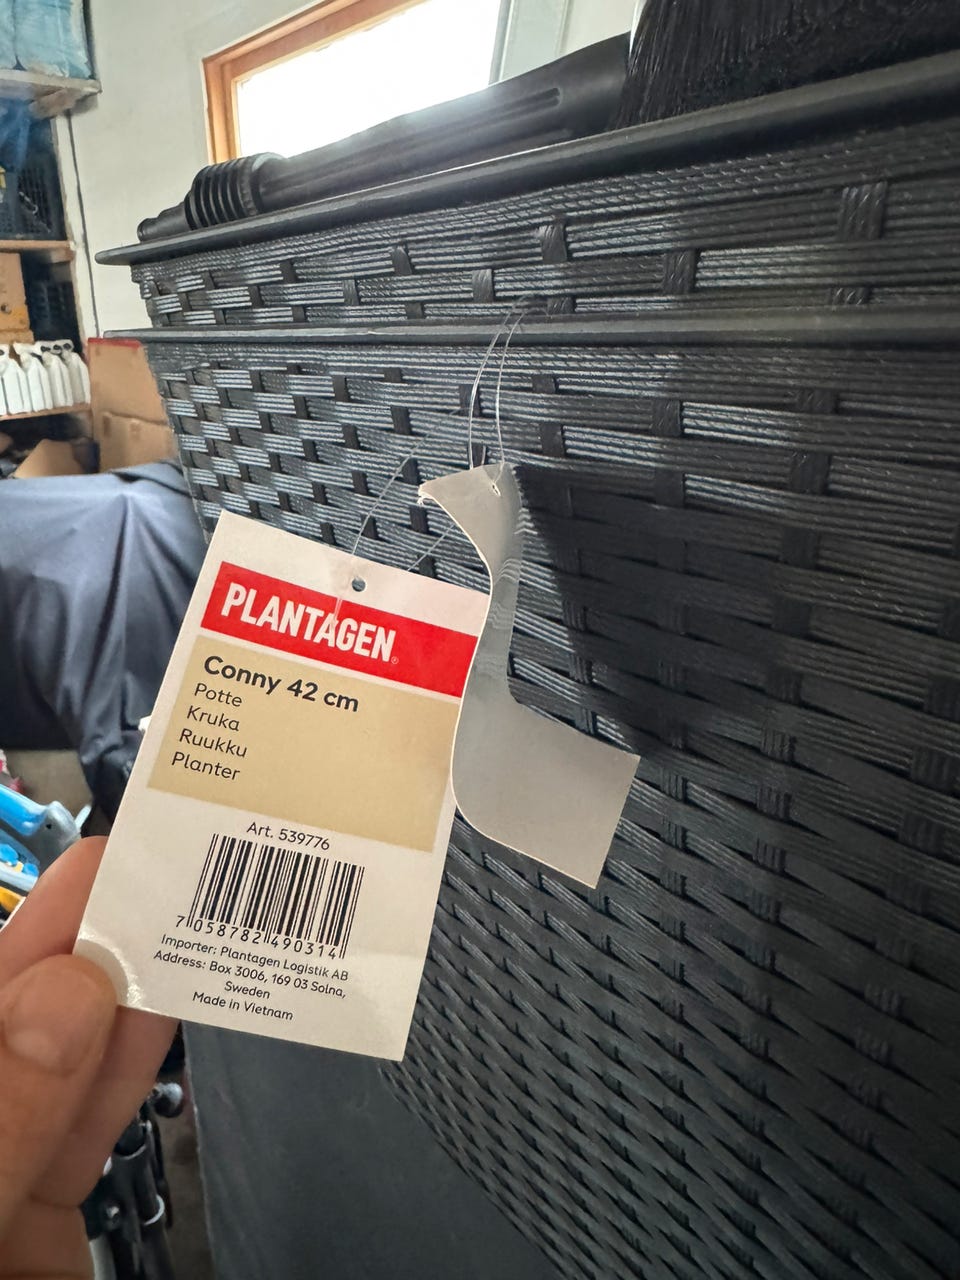 PLANTAGEN®
Conny 42 cm
Potte
Kruka
Ruukku
Planter
Art. 539776
7 058782 490314
Importer: Plantagen Logistik AB
Address: Box 3006, 169 03 Solna,
Sweden
Made in Vietnam